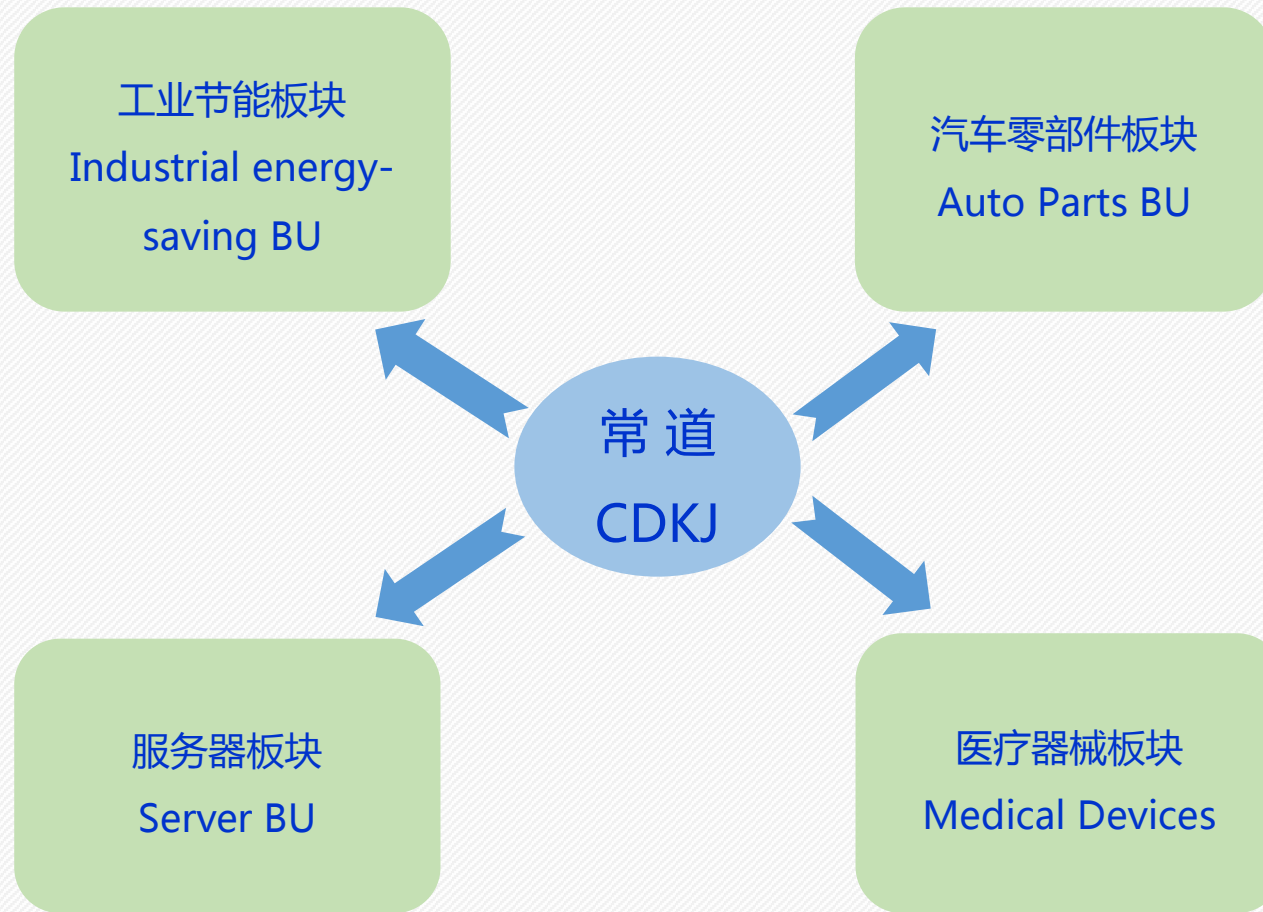 工业节能板块
Industrial energy-
saving BU
汽车零部件板块
Auto Parts BU
常 道
CDKJ
服务器板块
Server BU
医疗器械板块
Medical Devices